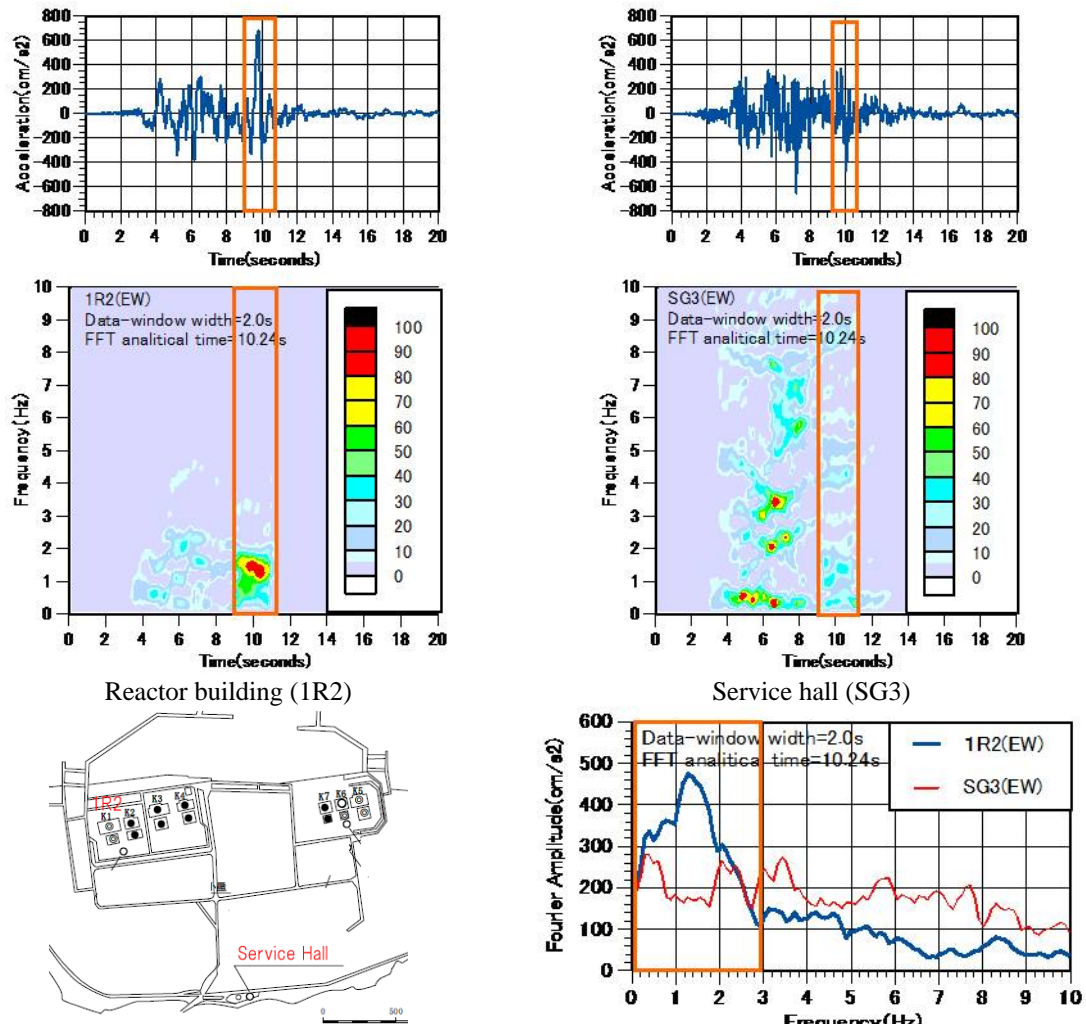 800
600
400
200
0
-200
-400
-600
-800
Acceleration(cm/s2)
0 2 4 6 8 10 12 14 16 18 20
Time(seconds)
800
600
400
200
0
-200
-400
-600
-800
Acceleration(cm/s2)
0 2 4 6 8 10 12 14 16 18 20
Time(seconds)
10
9
8
7
6
5
4
3
2
1
0
Frequency(Hz)
1R2(EW)
Data-window width=2.0s
FFT analitical time=10.24s
100
90
80
70
60
50
40
30
20
10
0
0 2 4 6 8 10 12 14 16 18 20
Time(seconds)
Reactor building (1R2)
10
9
8
7
6
5
4
3
2
1
0
Frequency(Hz)
SG3(EW)
Data-window width=2.0s
FFT analitical time=10.24s
100
90
80
70
60
50
40
30
20
10
0
0 2 4 6 8 10 12 14 16 18 20
Time(seconds)
Service hall (SG3)
1R2
K1 K2 K3 K4
K7 K6 K5
Service Hall
0 500
600
500
400
300
200
100
0
Fourier Amplitude(cm/s2)
Data-window width=2.0s
FFT analitical time=10.24s
1R2(EW)
SG3(EW)
0 1 2 3 4 5 6 7 8 9 10
Frequency(Hz)